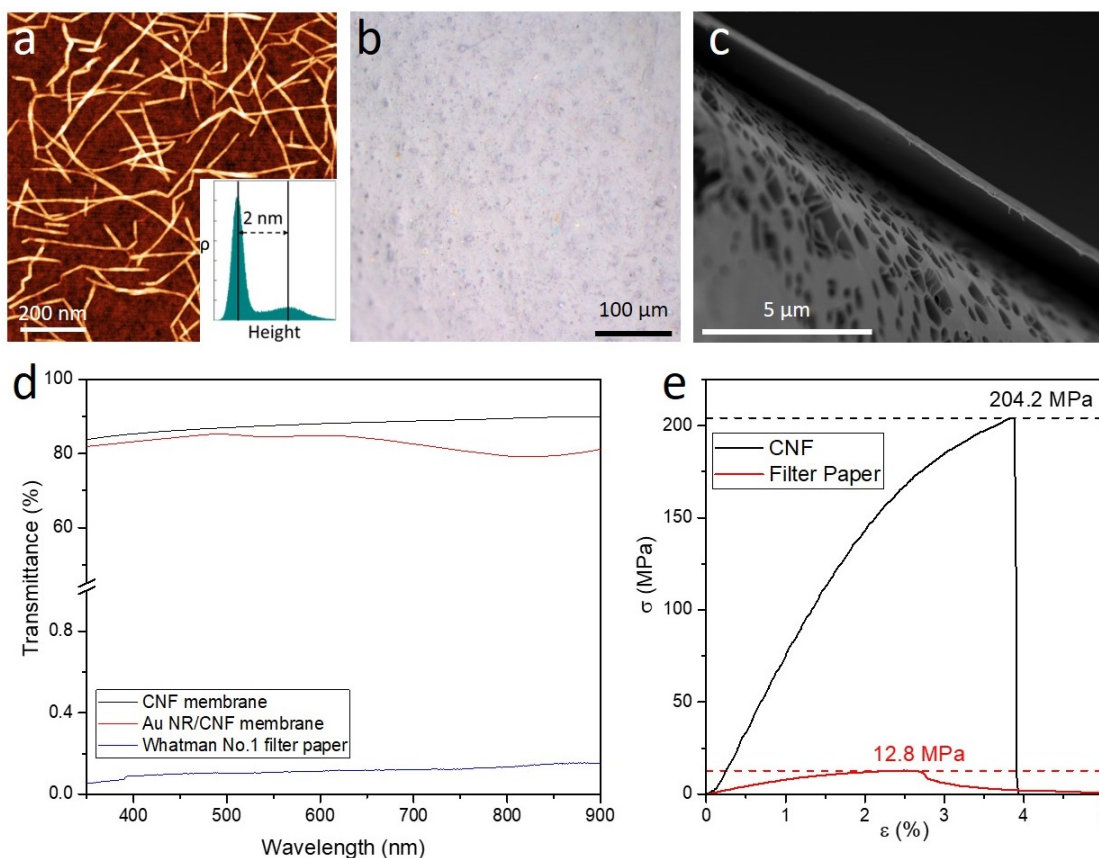 a
2 nm
ρ
Height
200 nm
b
100 μm
c
5 μm
d
Transmittance (%)
100
80
60
0.8
0.4
0.0
CNF membrane
Au NR/CNF membrane
Whatman No.1 filter paper
400 500 600 700 800 900
Wavelength (nm)
e
204.2 MPa
CNF
Filter Paper
12.8 MPa
σ (MPa)
200
150
100
50
0
0 1 2 3 4
ε (%)